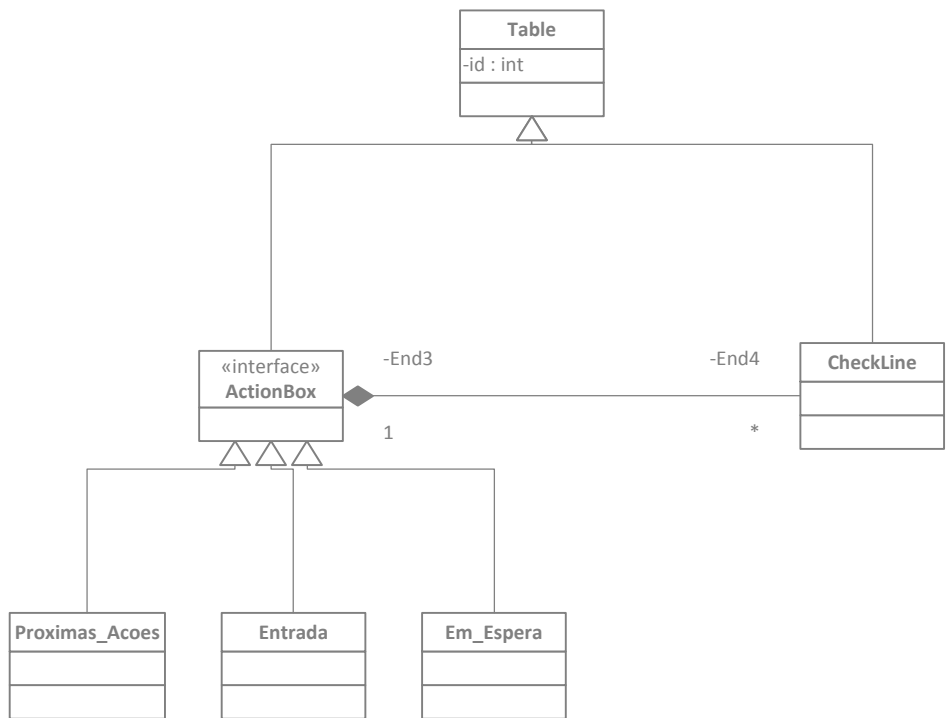 Table
-id : int
«interface»
ActionBox
-End3
-End4
CheckLine
1
*
Proximas_Acoes
Entrada
Em_Espera